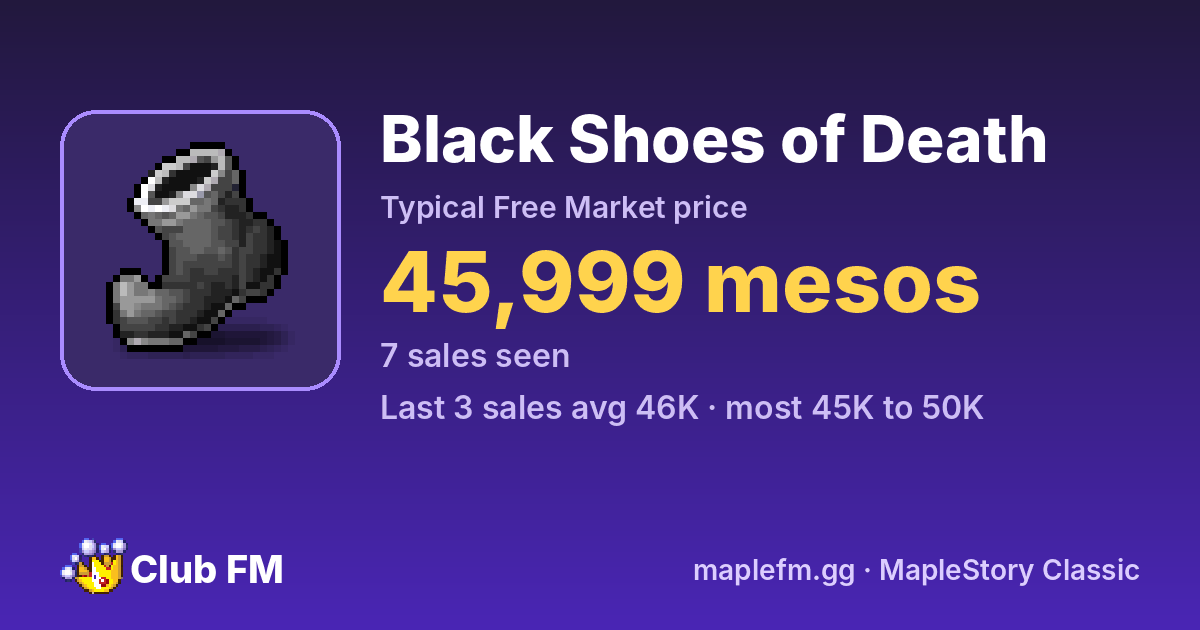 Black Shoes of Death
Typical Free Market price
45,999 mesos
7 sales seen
Last 3 sales avg 46K · most 45K to 50K
Club FM
maplefm.gg · MapleStory Classic